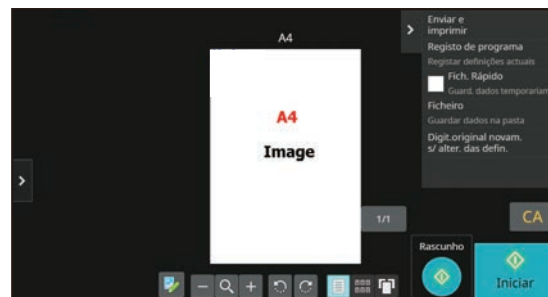 A4
A4
Image
Enviar e
imprimir
Registo de programa
Registar definições actuais
Fich. Rápido
Guard. dados temporariam
Ficheiro
Guardar dados na pasta
Digit.original novam.
s/ alter. das defin.
1/1
CA
Rascunho
Iniciar